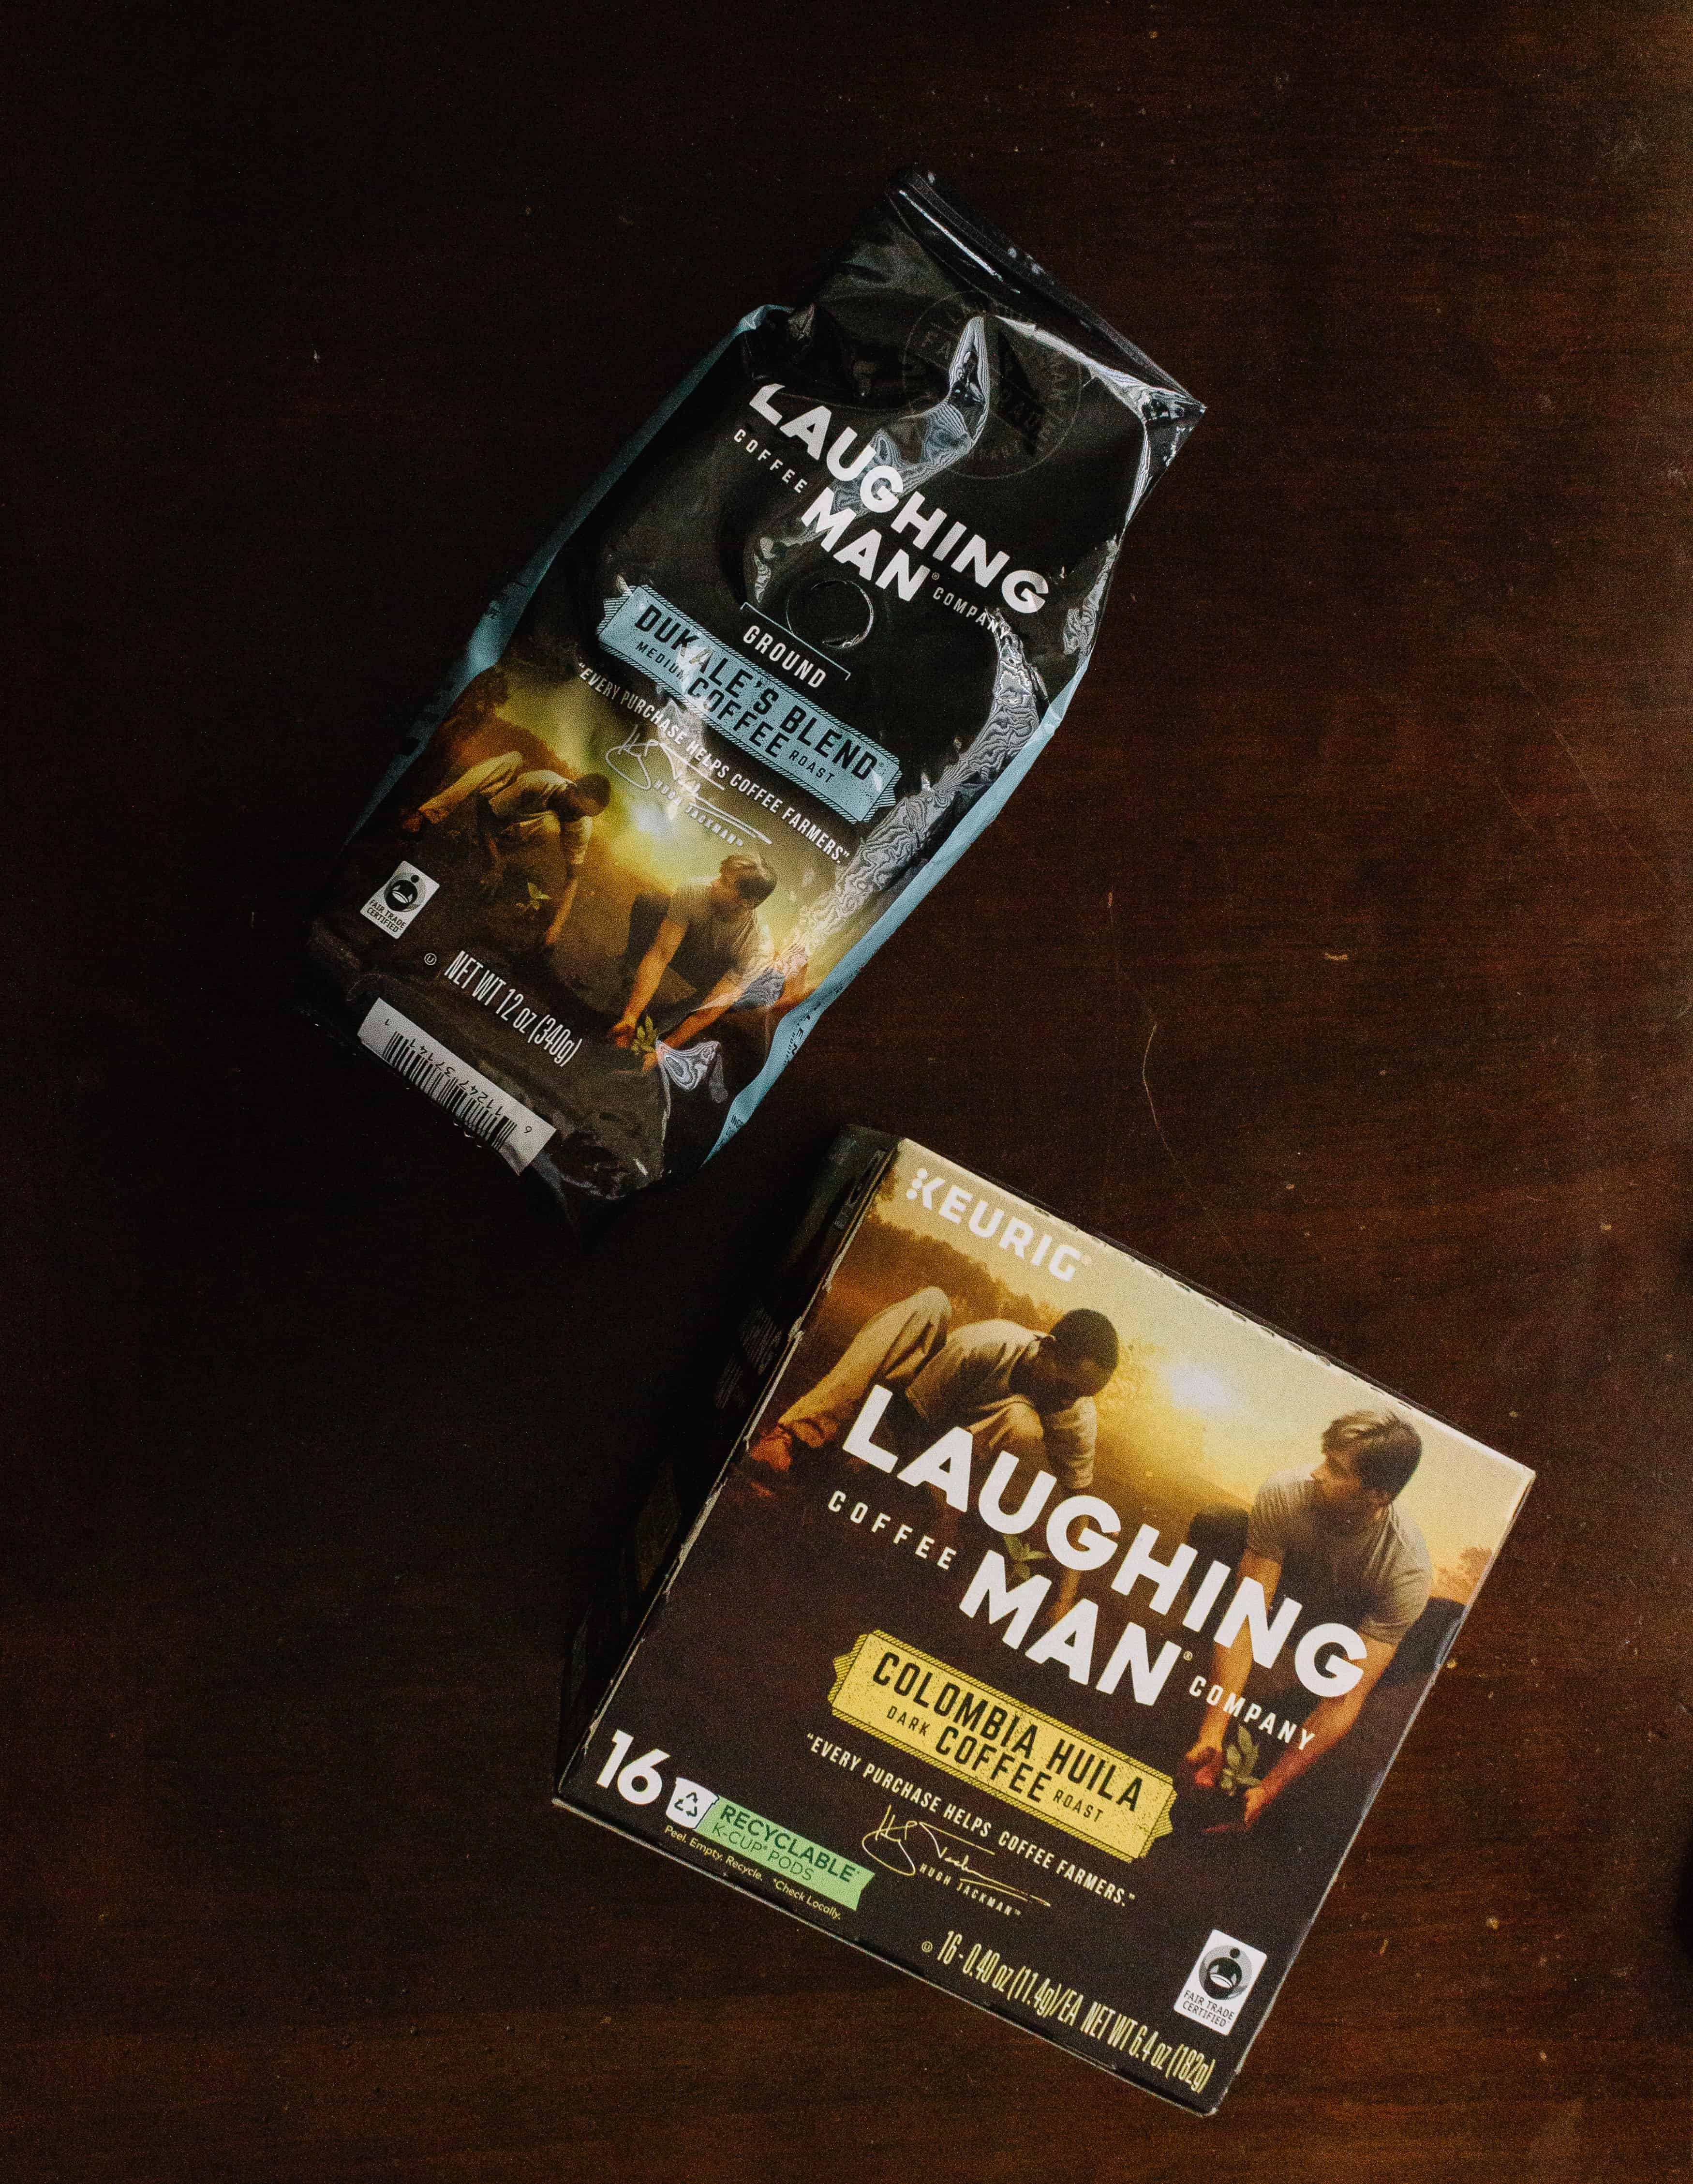 LAUGHING
COFFEE MAN® COMPANY
GROUND
DUKALE'S BLEND
MEDIUM COFFEE ROAST
"EVERY PURCHASE HELPS COFFEE FARMERS."
HUGH JACKMAN™
FAIR TRADE
CERTIFIED
NET WT 12 oz (340g)
KEURIG®
LAUGHING
COFFEE MAN® COMPANY
COLOMBIA HUILA
DARK COFFEE ROAST
"EVERY PURCHASE HELPS COFFEE FARMERS."
HUGH JACKMAN™
16 RECYCLABLE*
K-CUP® PODS
Peel. Empty. Recycle. *Check Locally.
16-0.40 oz (11.4g)/EA NET WT 6.4 oz (182g)
FAIR TRADE
CERTIFIED